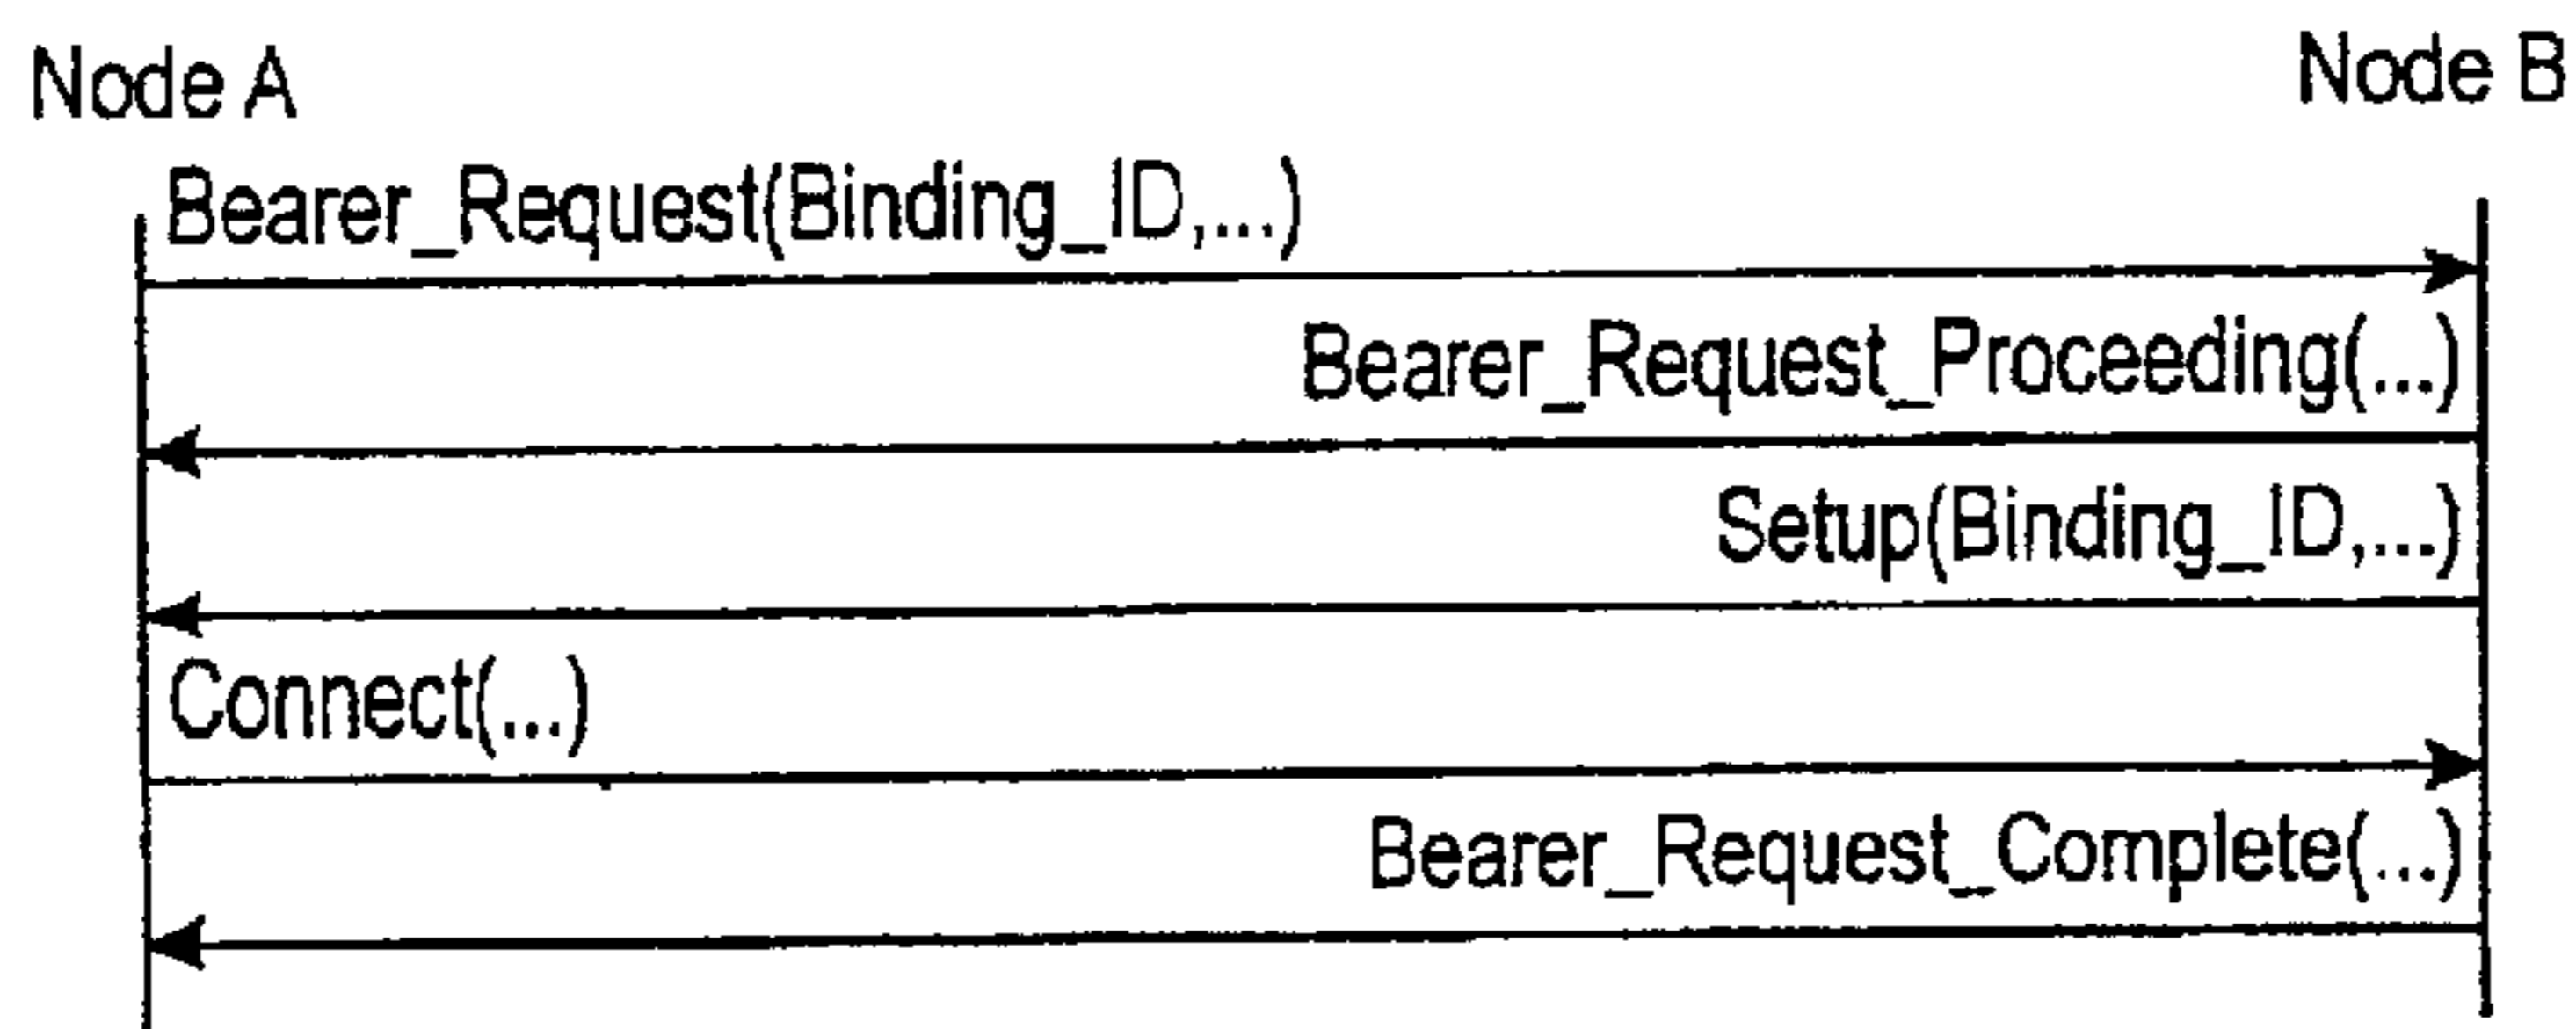 Node A
Node B
Bearer_Request(Binding_ID,...)
Bearer_Request_Proceeding(...)
Setup(Binding_ID,...)
Connect(...)
Bearer_Request_Complete(...)